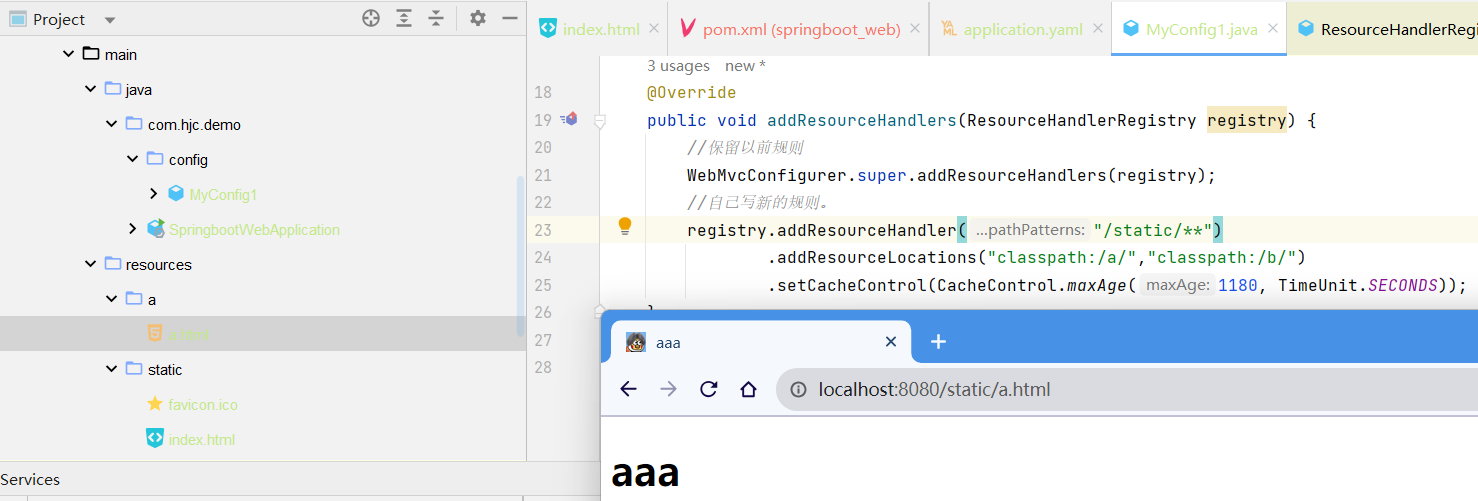 Project
main
java
com.hjc.demo
config
MyConfig1
SpringbootWebApplication
resources
a
a.html
static
favicon.ico
index.html
Services
index.html
pom.xml (springboot_web)
application.yaml
MyConfig1.java
ResourceHandlerRegi
3 usages new *
18 @Override
19 public void addResourceHandlers(ResourceHandlerRegistry registry) {
20 //保留以前规则
21 WebMvcConfigurer.super.addResourceHandlers(registry);
22 //自己写新的规则。
23 registry.addResourceHandler( ...pathPatterns: "/static/**")
24 .addResourceLocations("classpath:/a/","classpath:/b/")
25 .setCacheControl(CacheControl.maxAge( maxAge: 1180, TimeUnit.SECONDS));
26 }
27
28
aaa
localhost:8080/static/a.html
aaa